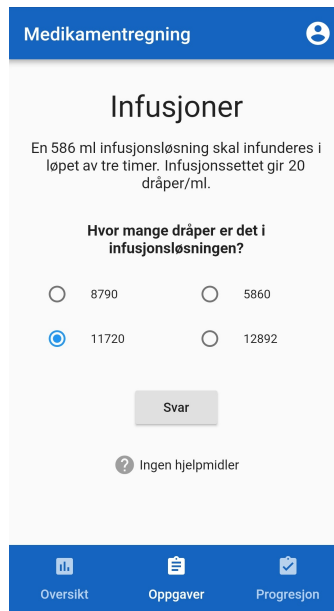 Medikamentregning
Infusjoner
En 586 ml infusjonsløsning skal infunderes i
løpet av tre timer. Infusjonssettet gir 20
dråper/ml.
Hvor mange dråper er det i
infusjonsløsningen?
8790
5860
11720
12892
Svar
? Ingen hjelpmidler
Oversikt
Oppgaver
Progresjon